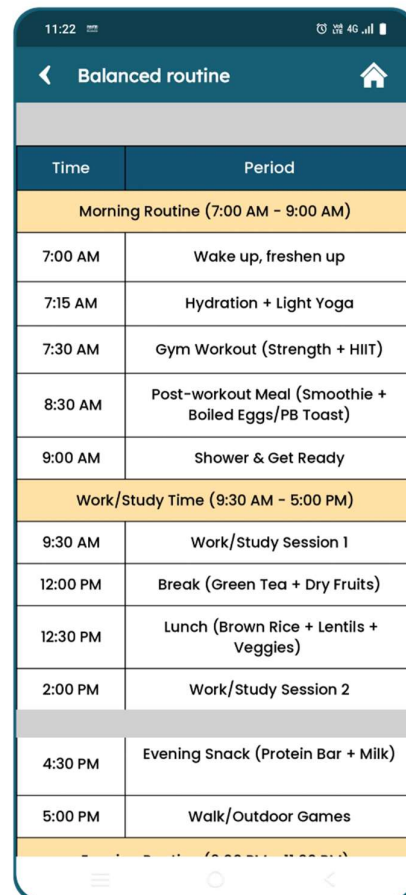 11:22
4G
Balanced routine
Time Period
Morning Routine (7:00 AM - 9:00 AM)
7:00 AM Wake up, freshen up
7:15 AM Hydration + Light Yoga
7:30 AM Gym Workout (Strength + HIIT)
8:30 AM Post-workout Meal (Smoothie +
Boiled Eggs/PB Toast)
9:00 AM Shower & Get Ready
Work/Study Time (9:30 AM - 5:00 PM)
9:30 AM Work/Study Session 1
12:00 PM Break (Green Tea + Dry Fruits)
12:30 PM Lunch (Brown Rice + Lentils +
Veggies)
2:00 PM Work/Study Session 2
4:30 PM Evening Snack (Protein Bar + Milk)
5:00 PM Walk/Outdoor Games